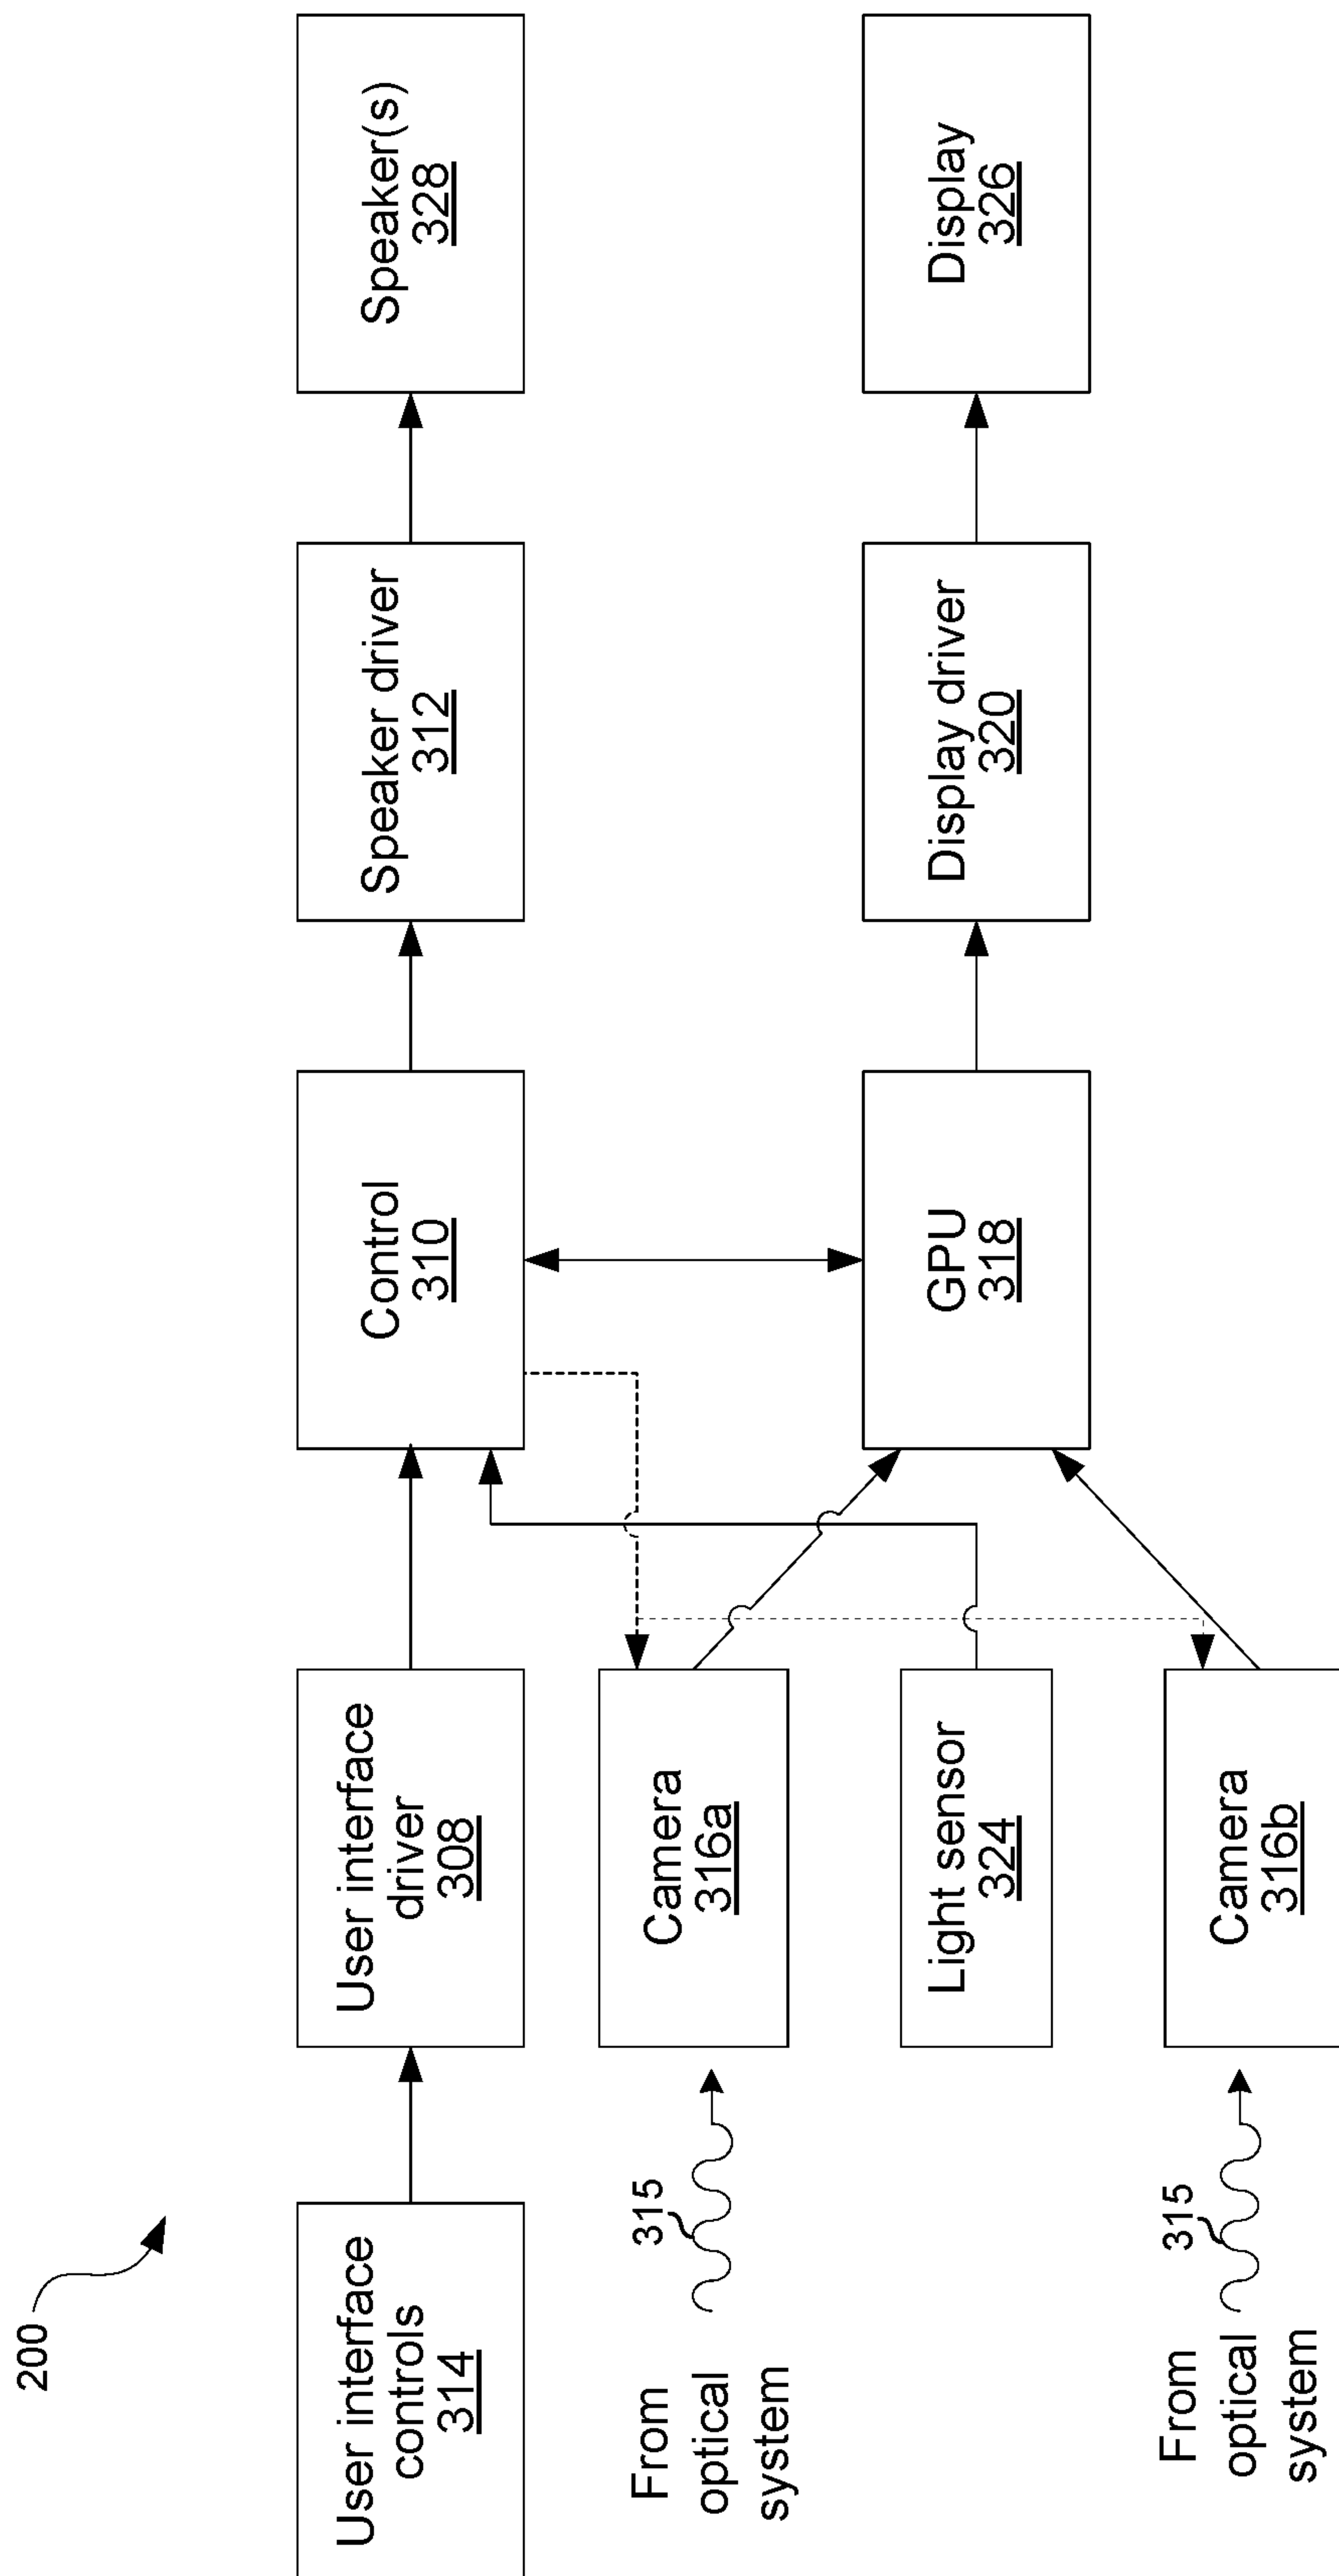 200
User interface
controls
314
User interface
driver
308
Control
310
Speaker driver
312
Speaker(s)
328
From
optical
system
315
Camera
316a
Light sensor
324
GPU
318
Display driver
320
Display
326
From
optical
system
315
Camera
316b